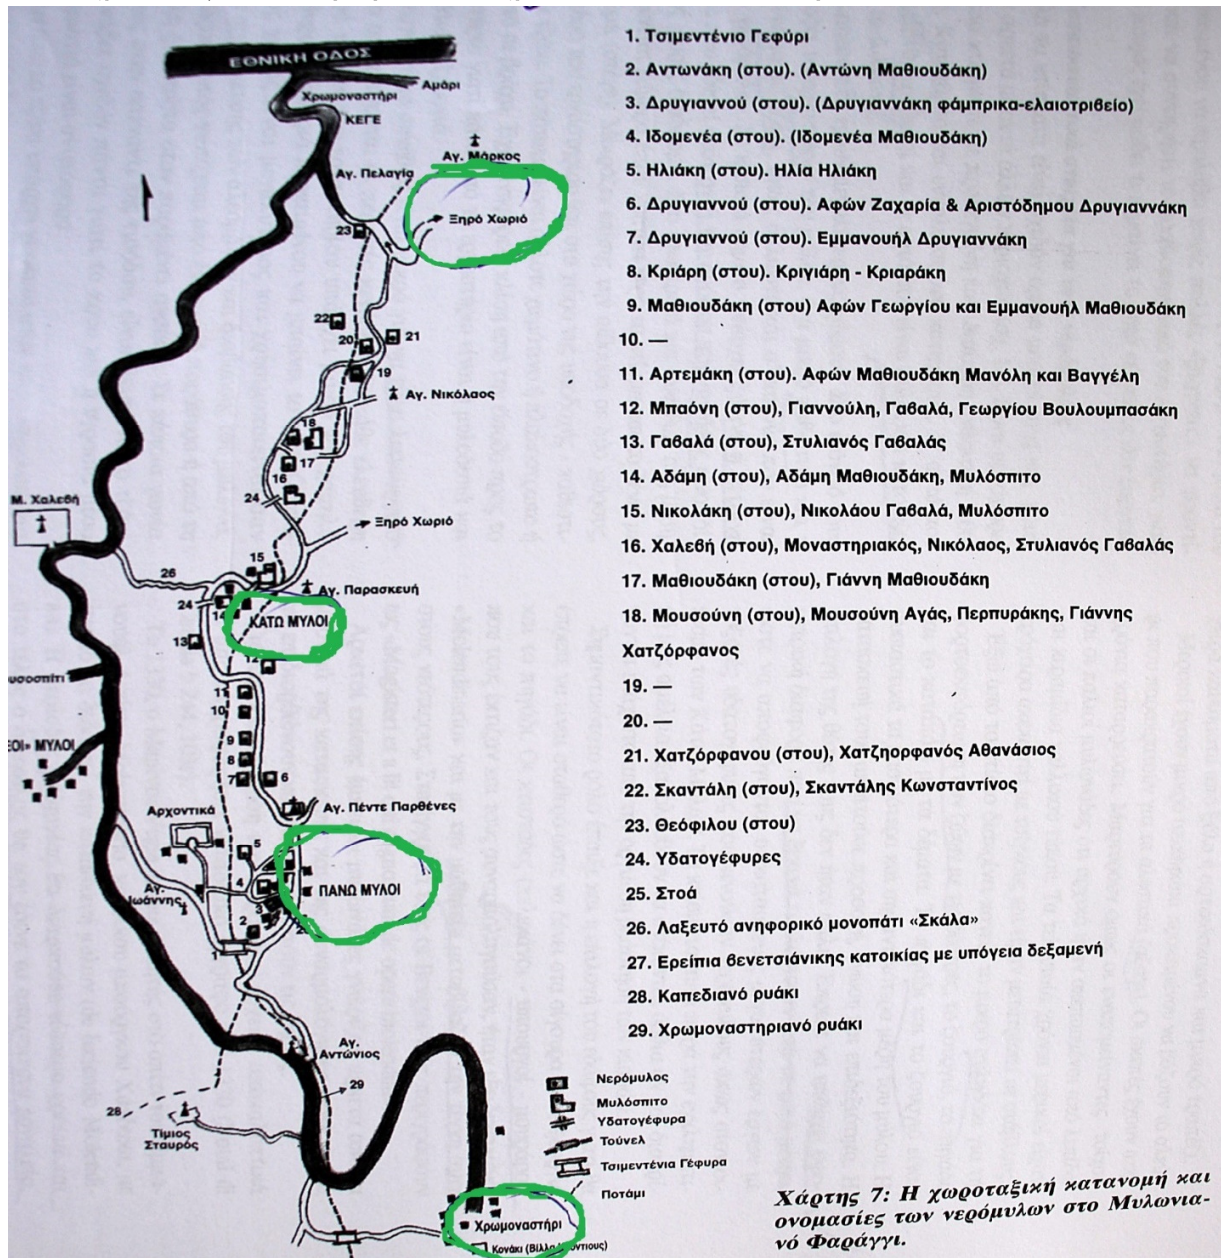 ΕΘΝΙΚΗ ΟΔΟΣ
Αμάρι
Χρωμοναστήρι
ΚΕΓΕ
Αγ. Μάρκος
Αγ. Πελαγία
Ξηρό Χωριό
23
22
21
20
19
Αγ. Νικόλαος
18
17
16
24
Μ. Χαλεβή
Ξηρό Χωριό
15
26
Αγ. Παρασκευή
24
14
ΚΑΤΩ ΜΥΛΟΙ
13
12
11
10
9
8
7
6
ΜΥΛΟΙ
Αγ. Πέντε Παρθένες
Αρχοντικά
5
4
ΠΑΝΩ ΜΥΛΟΙ
Αγ.
Ιωάννης
3
2
1
Αγ.
Αντώνιος
29
28
Τίμιος
Σταυρός
Χρωμοναστήρι
Κονάκι (Βίλλα
1. Τσιμεντένιο Γεφύρι
2. Αντωνάκη (στου). (Αντώνη Μαθιουδάκη)
3. Δρυγιαννού (στου). (Δρυγιαννάκη φάμπρικα-ελαιοτριβείο)
4. Ιδομενέα (στου). (Ιδομενέα Μαθιουδάκη)
5. Ηλιάκη (στου). Ηλία Ηλιάκη
6. Δρυγιαννού (στου). Αφών Ζαχαρία & Αριστόδημου Δρυγιαννάκη
7. Δρυγιαννού (στου). Εμμανουήλ Δρυγιαννάκη
8. Κριάρη (στου). Κριγιάρη - Κριαράκη
9. Μαθιουδάκη (στου) Αφών Γεωργίου και Εμμανουήλ Μαθιουδάκη
10. —
11. Αρτεμάκη (στου). Αφών Μαθιουδάκη Μανόλη και Βαγγέλη
12. Μπαόνη (στου), Γιαννούλη, Γαβαλά, Γεωργίου Βουλουμπασάκη
13. Γαβαλά (στου), Στυλιανός Γαβαλάς
14. Αδάμη (στου), Αδάμη Μαθιουδάκη, Μυλόσπιτο
15. Νικολάκη (στου), Νικολάου Γαβαλά, Μυλόσπιτο
16. Χαλεβή (στου), Μοναστηριακός, Νικόλαος, Στυλιανός Γαβαλάς
17. Μαθιουδάκη (στου), Γιάννη Μαθιουδάκη
18. Μουσούνη (στου), Μουσούνη Αγάς, Περπυράκης, Γιάννης
Χατζόρφανος
19. —
20. —
21. Χατζόρφανου (στου), Χατζηορφανός Αθανάσιος
22. Σκαντάλη (στου), Σκαντάλης Κωνσταντίνος
23. Θεόφιλου (στου)
24. Υδατογέφυρες
25. Στοά
26. Λαξευτό ανηφορικό μονοπάτι «Σκάλα»
27. Ερείπια βενετσιάνικης κατοικίας με υπόγεια δεξαμενή
28. Καπεδιανό ρυάκι
29. Χρωμοναστηριανό ρυάκι
Νερόμυλος
Μυλόσπιτο
Υδατογέφυρα
Τούνελ
Τσιμεντένια Γέφυρα
Ποτάμι
Χάρτης 7: Η χωροταξική κατανομή και
ονομασίες των νερόμυλων στο Μυλωνια-
νό Φαράγγι.